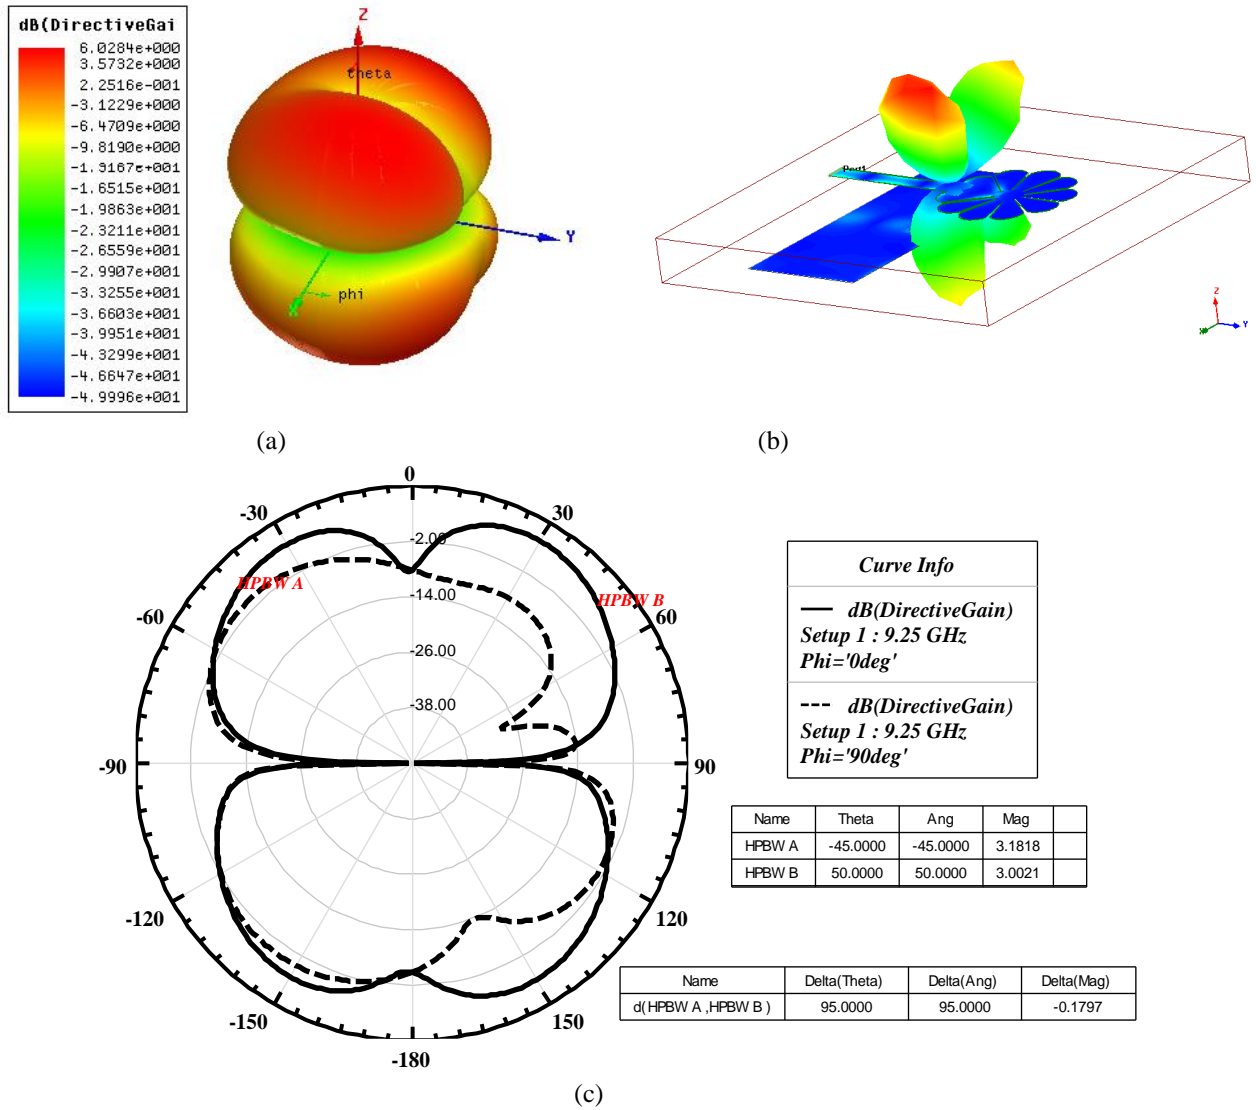 dB(DirectiveGai
6.0284e+000
3.5732e+000
2.2516e-001
-3.1229e+000
-6.4709e+000
-9.8190e+000
-1.3167e+001
-1.6515e+001
-1.9863e+001
-2.3211e+001
-2.6559e+001
-2.9907e+001
-3.3255e+001
-3.6603e+001
-3.9951e+001
-4.3299e+001
-4.6647e+001
-4.9996e+001
Z
theta
Y
phi
X
Z
Y
X
(a)
(b)
0
-30
30
-2.00
HPBW A
HPBW B
-14.00
-60
60
-26.00
-38.00
-90
90
-120
120
-150
150
-180
Curve Info
dB(DirectiveGain)
Setup 1 : 9.25 GHz
Phi='0deg'
dB(DirectiveGain)
Setup 1 : 9.25 GHz
Phi='90deg'
Name Theta Ang Mag
HPBW A -45.0000 -45.0000 3.1818
HPBW B 50.0000 50.0000 3.0021
Name Delta(Theta) Delta(Ang) Delta(Mag)
d( HPBW A ,HPBW B ) 95.0000 95.0000 -0.1797
(c)